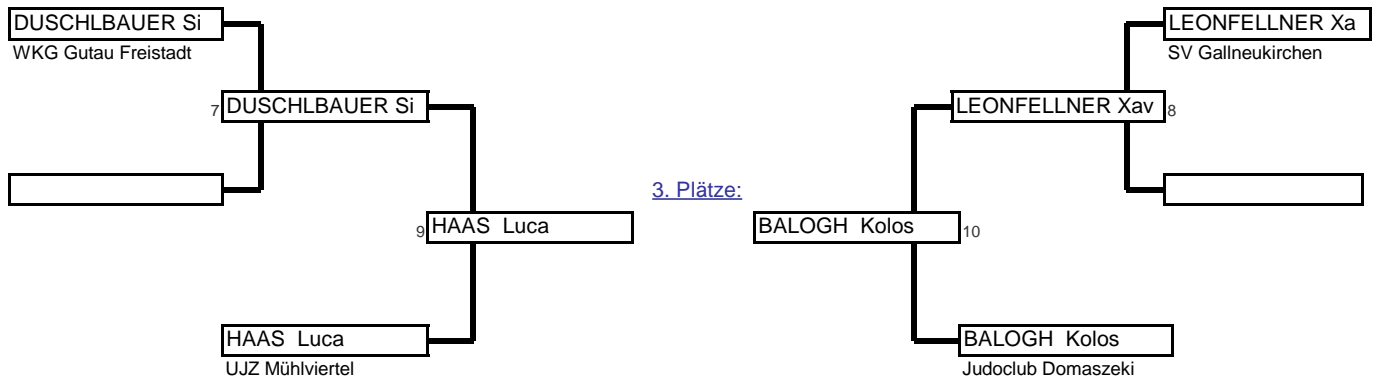 DUSCHLBAUER Si
WKG Gutau Freistadt
7 DUSCHLBAUER Si
9 HAAS Luca
HAAS Luca
UJZ Mühlviertel
3. Plätze:
LEONFELLNER Xa
SV Gallneukirchen
LEONFELLNER Xav 8
BALOGH Kolos 10
BALOGH Kolos
Judoclub Domaszeki